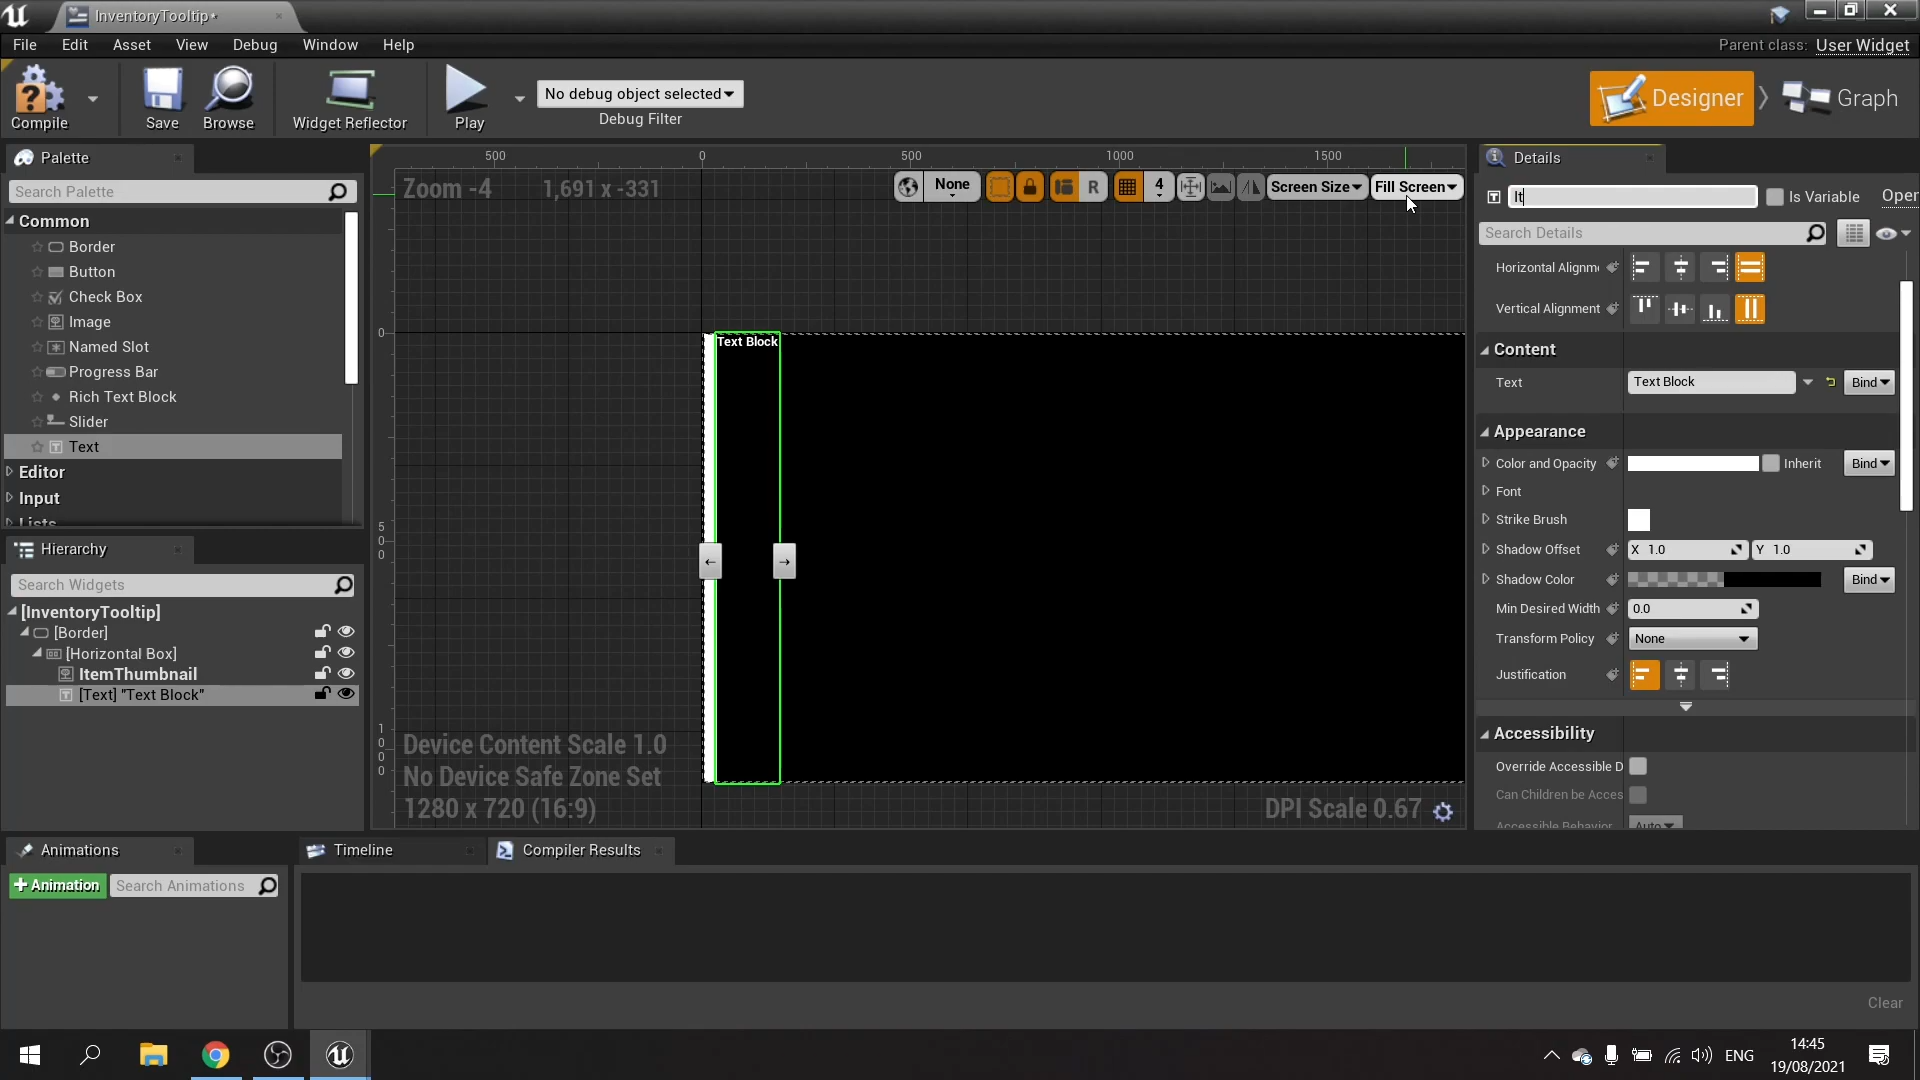 InventoryTooltip*
File Edit Asset View Debug Window Help
Parent class: User Widget
Compile
Save
Browse
Widget Reflector
Play
No debug object selected
Debug Filter
Designer
Graph
Palette
Search Palette
Common
Border
Button
Check Box
Image
Named Slot
Progress Bar
Rich Text Block
Slider
Text
Editor
Input
Lists
Hierarchy
Search Widgets
[InventoryTooltip]
[Border]
[Horizontal Box]
ItemThumbnail
[Text] "Text Block"
500 0 500 1000 1500
Zoom -4
1,691 x -331
None
R
4
Screen Size
Fill Screen
0
500
1000
Text Block
Device Content Scale 1.0
No Device Safe Zone Set
1280 x 720 (16:9)
DPI Scale 0.67
Details
It
Is Variable
Oper
Search Details
Horizontal Alignme
Vertical Alignment
Content
Text
Text Block
Bind
Appearance
Color and Opacity
Inherit
Bind
Font
Strike Brush
Shadow Offset
X 1.0
Y 1.0
Shadow Color
Bind
Min Desired Width
0.0
Transform Policy
None
Justification
Accessibility
Override Accessible D
Can Children be Acces
Accessible Behavior
Auto
Animations
+ Animation
Search Animations
Timeline
Compiler Results
Clear
ENG
14:45
19/08/2021